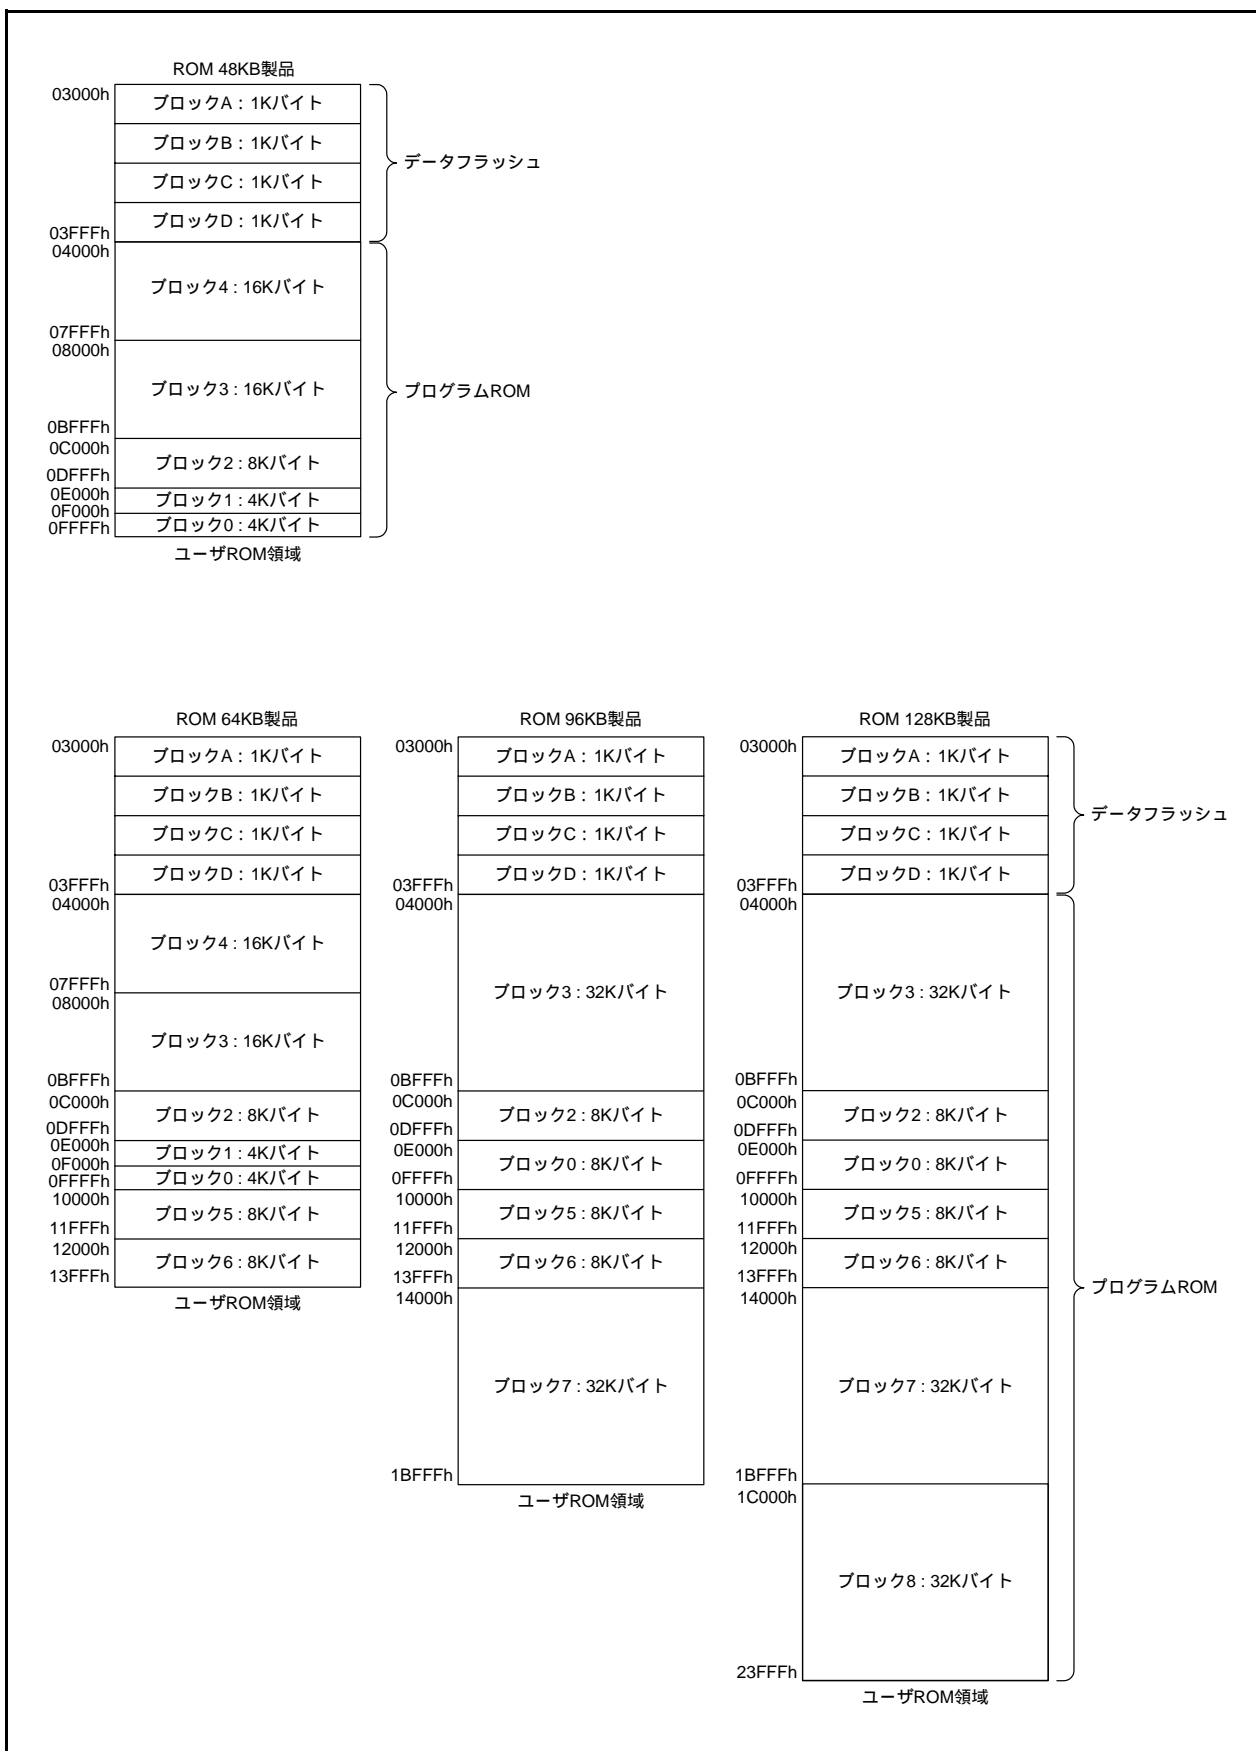 ROM 48KB製品
03000h
ブロックA : 1Kバイト
ブロックB : 1Kバイト
データフラッシュ
ブロックC : 1Kバイト
ブロックD : 1Kバイト
03FFFh
04000h
ブロック4 : 16Kバイト
07FFFh
08000h
ブロック3 : 16Kバイト
プログラムROM
0BFFFh
0C000h
ブロック2 : 8Kバイト
0DFFFh
0E000h
ブロック1 : 4Kバイト
0F000h
ブロック0 : 4Kバイト
0FFFFh
ユーザROM領域
ROM 64KB製品
03000h
ブロックA : 1Kバイト
ブロックB : 1Kバイト
ブロックC : 1Kバイト
ブロックD : 1Kバイト
03FFFh
04000h
ブロック4 : 16Kバイト
07FFFh
08000h
ブロック3 : 16Kバイト
0BFFFh
0C000h
ブロック2 : 8Kバイト
0DFFFh
0E000h
ブロック1 : 4Kバイト
0F000h
ブロック0 : 4Kバイト
0FFFFh
10000h
ブロック5 : 8Kバイト
11FFFh
12000h
ブロック6 : 8Kバイト
13FFFh
ユーザROM領域
ROM 96KB製品
03000h
ブロックA : 1Kバイト
ブロックB : 1Kバイト
ブロックC : 1Kバイト
ブロックD : 1Kバイト
03FFFh
04000h
ブロック3 : 32Kバイト
0BFFFh
0C000h
ブロック2 : 8Kバイト
0DFFFh
0E000h
ブロック0 : 8Kバイト
0FFFFh
10000h
ブロック5 : 8Kバイト
11FFFh
12000h
ブロック6 : 8Kバイト
13FFFh
14000h
ブロック7 : 32Kバイト
1BFFFh
ユーザROM領域
ROM 128KB製品
03000h
ブロックA : 1Kバイト
ブロックB : 1Kバイト
データフラッシュ
ブロックC : 1Kバイト
ブロックD : 1Kバイト
03FFFh
04000h
ブロック3 : 32Kバイト
0BFFFh
0C000h
ブロック2 : 8Kバイト
0DFFFh
0E000h
ブロック0 : 8Kバイト
0FFFFh
10000h
ブロック5 : 8Kバイト
11FFFh
12000h
ブロック6 : 8Kバイト
13FFFh
プログラムROM
14000h
ブロック7 : 32Kバイト
1BFFFh
1C000h
ブロック8 : 32Kバイト
23FFFh
ユーザROM領域